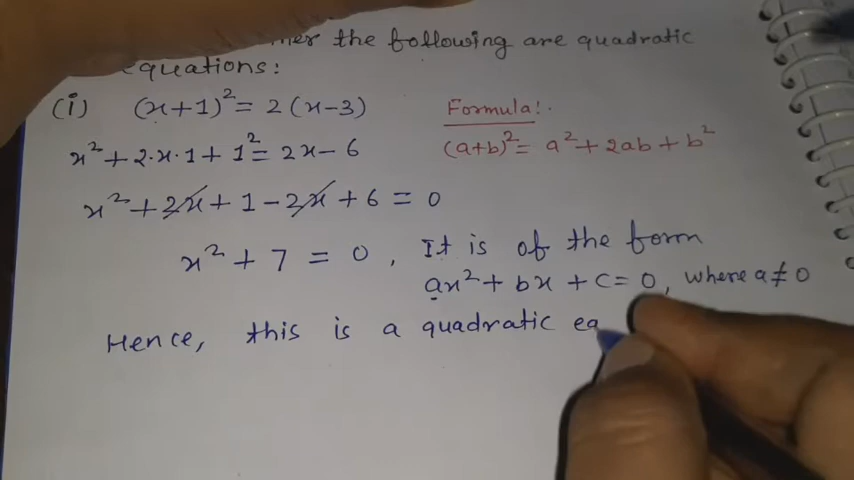 the following are quadratic
equations:
(i) (x+1)² = 2(x-3)
Formula:
x² + 2·x·1 + 1² = 2x - 6
(a+b)² = a² + 2ab + b²
x² + 2x + 1 - 2x + 6 = 0
x² + 7 = 0, It is of the form
ax² + bx + c = 0, where a ≠ 0
Hence, this is a quadratic eq